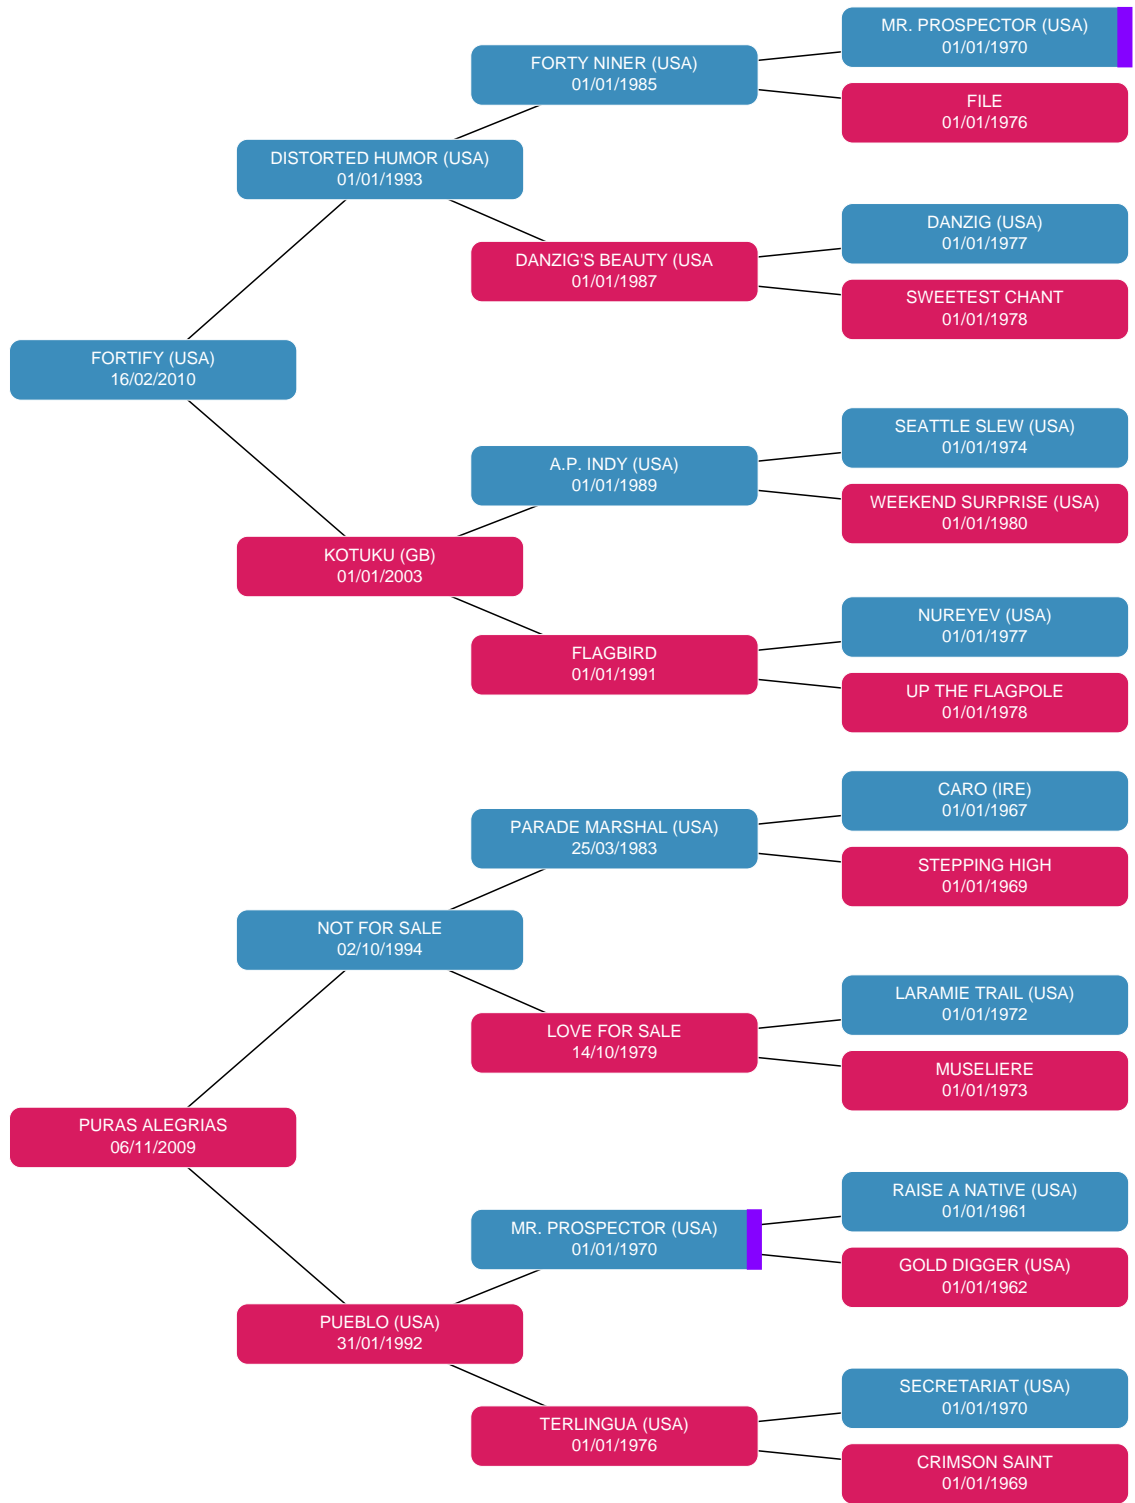 MR. PROSPECTOR (USA)
01/01/1970
FORTY NINER (USA)
01/01/1985
FILE
01/01/1976
DISTORTED HUMOR (USA)
01/01/1993
DANZIG (USA)
01/01/1977
DANZIG'S BEAUTY (USA
01/01/1987
SWEETEST CHANT
01/01/1978
FORTIFY (USA)
16/02/2010
SEATTLE SLEW (USA)
01/01/1974
A.P. INDY (USA)
01/01/1989
WEEKEND SURPRISE (USA)
01/01/1980
KOTUKU (GB)
01/01/2003
NUREYEV (USA)
01/01/1977
FLAGBIRD
01/01/1991
UP THE FLAGPOLE
01/01/1978
CARO (IRE)
01/01/1967
PARADE MARSHAL (USA)
25/03/1983
STEPPING HIGH
01/01/1969
NOT FOR SALE
02/10/1994
LARAMIE TRAIL (USA)
01/01/1972
LOVE FOR SALE
14/10/1979
MUSELIERE
01/01/1973
PURAS ALEGRIAS
06/11/2009
RAISE A NATIVE (USA)
01/01/1961
MR. PROSPECTOR (USA)
01/01/1970
GOLD DIGGER (USA)
01/01/1962
PUEBLO (USA)
31/01/1992
SECRETARIAT (USA)
01/01/1970
TERLINGUA (USA)
01/01/1976
CRIMSON SAINT
01/01/1969